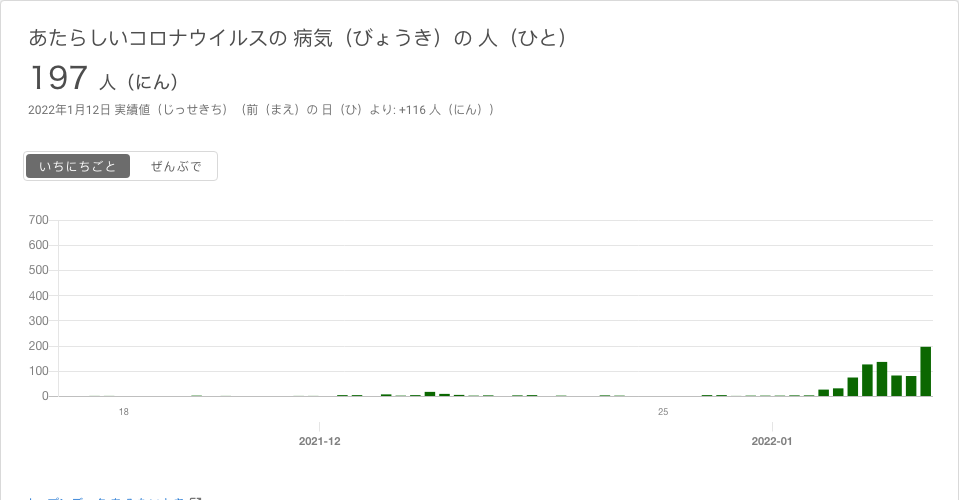 あたらしいコロナウイルスの 病気（びょうき）の 人（ひと）
197 人（にん）
2022年1月12日 実績値（じっせきち）（前（まえ）の 日（ひ）より: +116 人（にん））
いちにちごと ぜんぶで
700
600
500
400
300
200
100
0
18 25
2021-12 2022-01